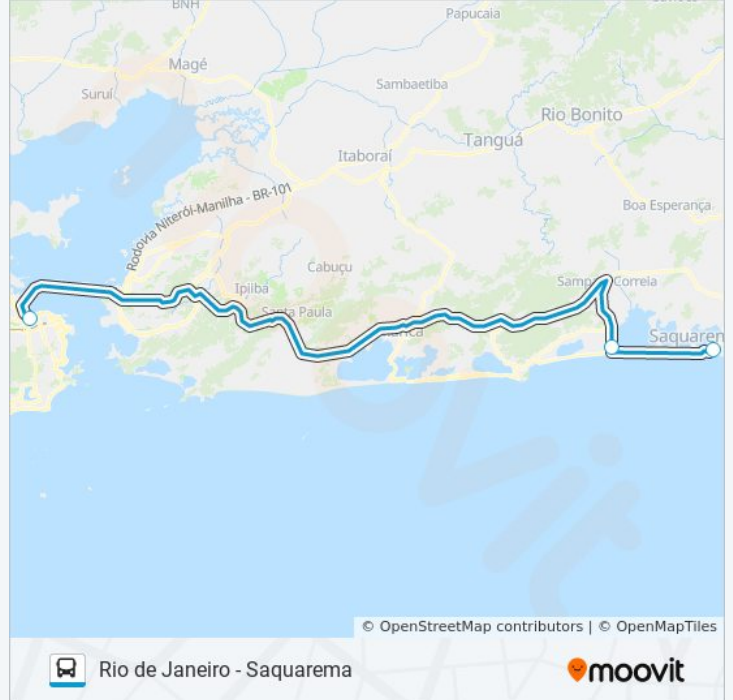 BNH
Papucaia
Magé
Suruí
Sambaetiba
Rio Bonito
Tanguá
Itaboraí
Rodovia Niterói-Manilha - BR-101
Boa Esperança
Cabuçu
Ipiiba
Sampaio Correia
Santa Paula
Saquarem
© OpenStreetMap contributors | © OpenMapTiles
Rio de Janeiro - Saquarema
moovit